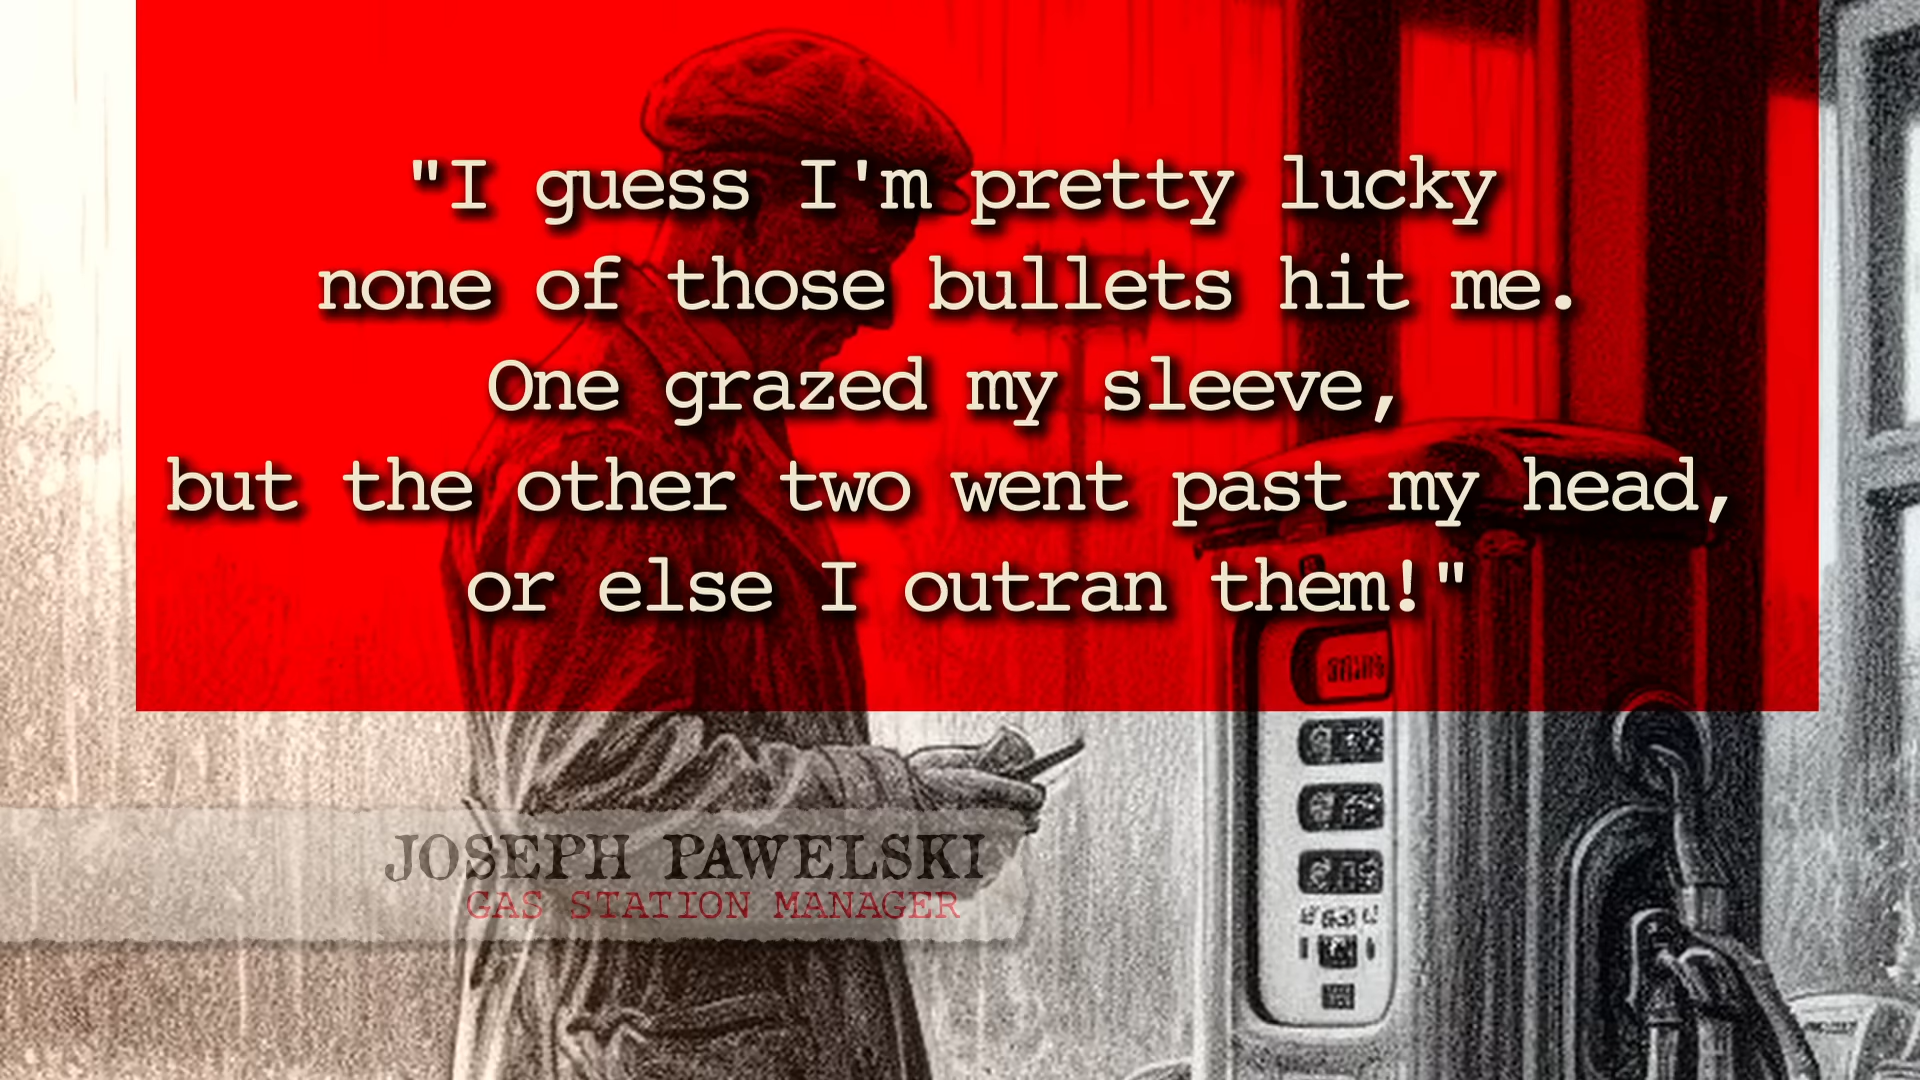 "I guess I'm pretty lucky
none of those bullets hit me.
One grazed my sleeve,
but the other two went past my head,
or else I outran them!"
JOSEPH PAWELSKI
GAS STATION MANAGER